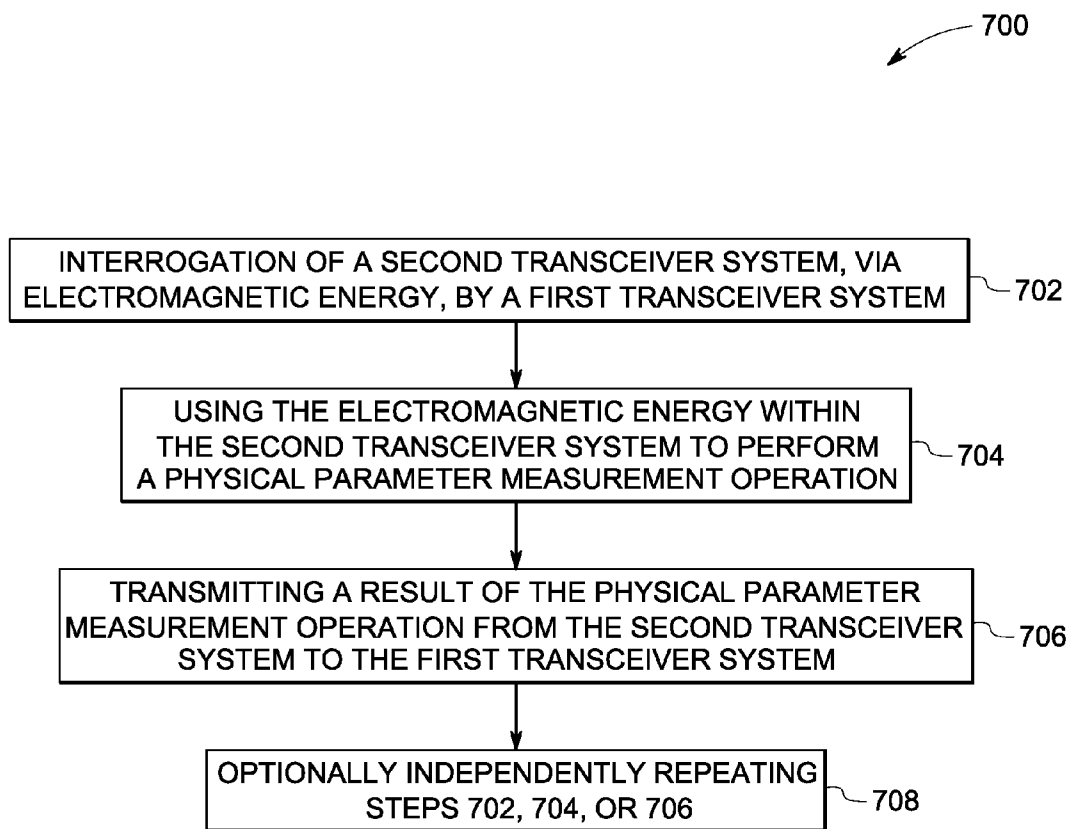 700
INTERROGATION OF A SECOND TRANSCEIVER SYSTEM, VIA
ELECTROMAGNETIC ENERGY, BY A FIRST TRANSCEIVER SYSTEM
702
USING THE ELECTROMAGNETIC ENERGY WITHIN
THE SECOND TRANSCEIVER SYSTEM TO PERFORM
A PHYSICAL PARAMETER MEASUREMENT OPERATION
704
TRANSMITTING A RESULT OF THE PHYSICAL PARAMETER
MEASUREMENT OPERATION FROM THE SECOND TRANSCEIVER
SYSTEM TO THE FIRST TRANSCEIVER SYSTEM
706
OPTIONALLY INDEPENDENTLY REPEATING
STEPS 702, 704, OR 706
708